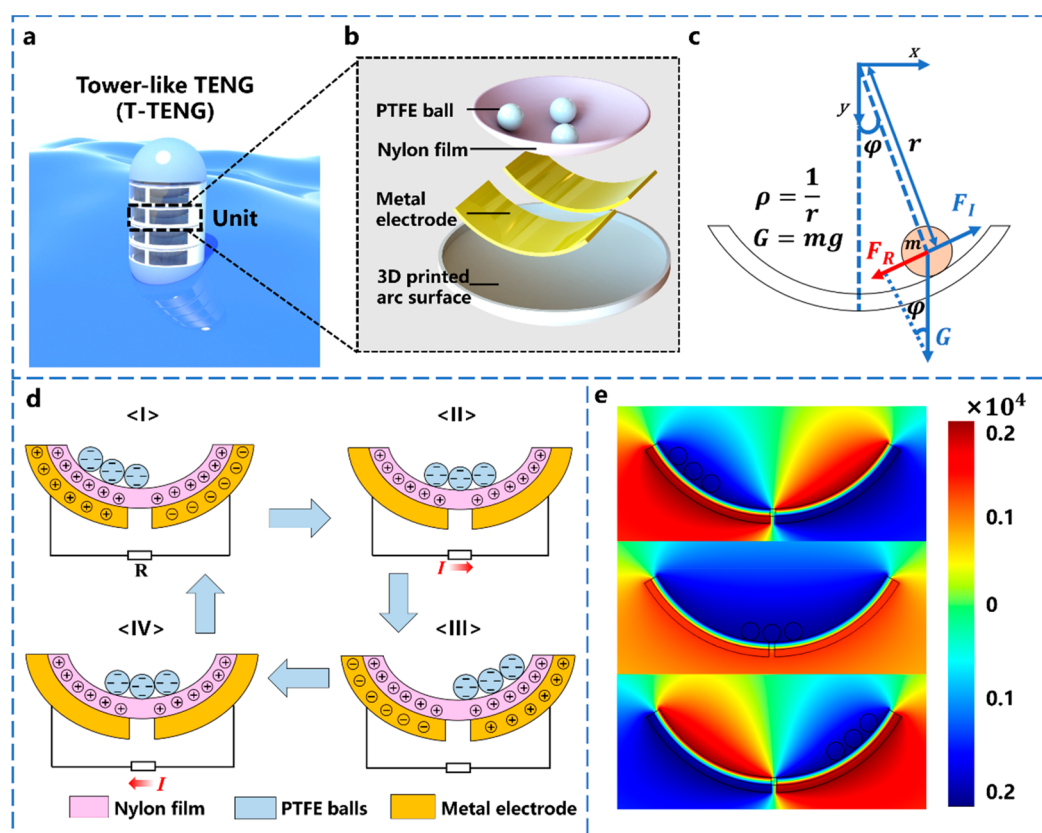 a
Tower-like TENG
(T-TENG)
Unit
b
PTFE ball
Nylon film
Metal
electrode
3D printed
arc surface
c
x
y
φ
r
ρ = 1/r
G = mg
m
F_I
F_R
φ
G
d
<I>
R
<II>
I
<III>
<IV>
I
Nylon film
PTFE balls
Metal electrode
e
×10⁴
0.2
0.1
0
0.1
0.2